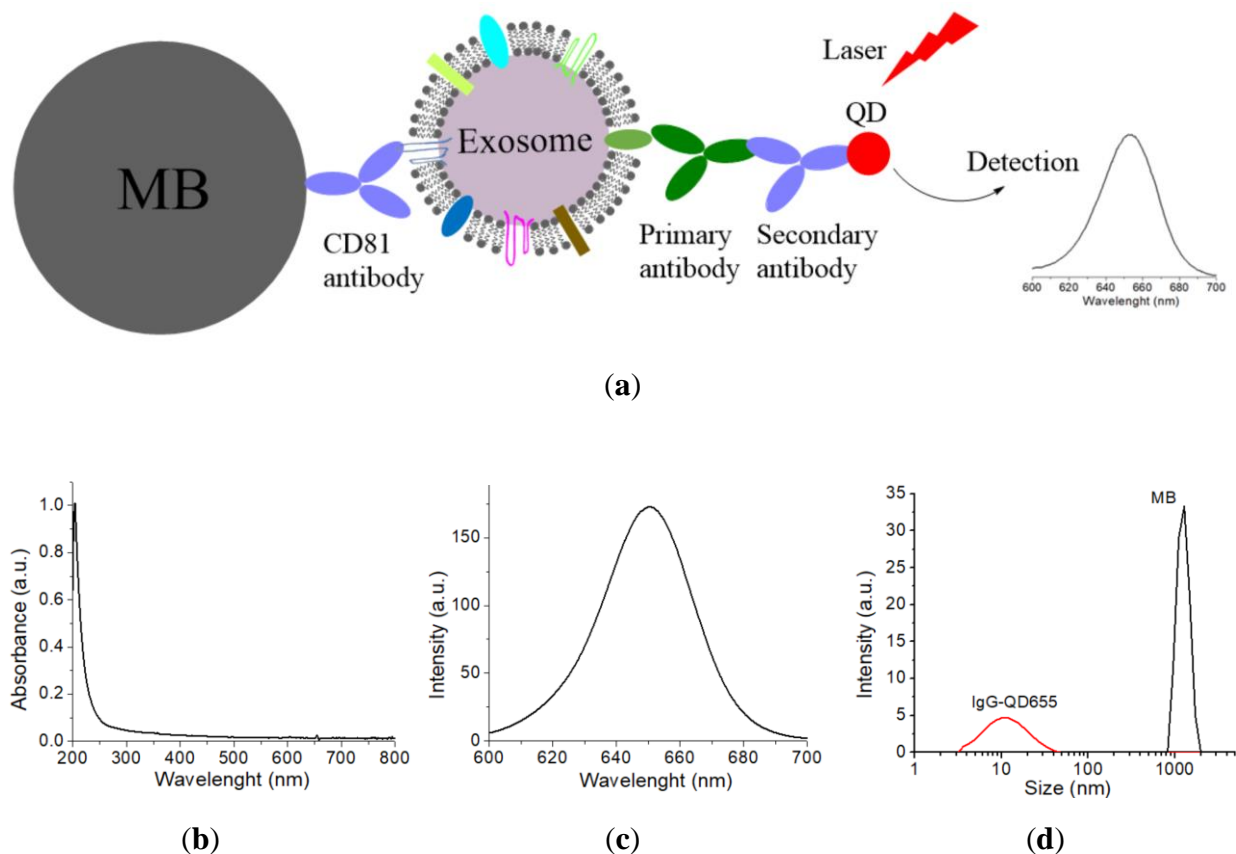 Laser
QD
MB
Exosome
Detection
CD81
antibody
Primary
antibody
Secondary
antibody
600 620 640 660 680 700
Wavelenght (nm)
(a)
1.0
0.8
0.6
0.4
0.2
0.0
Absorbance (a.u.)
200 300 400 500 600 700 800
Wavelenght (nm)
(b)
150
100
50
0
Intensity (a.u.)
600 620 640 660 680 700
Wavelenght (nm)
(c)
35
30
25
20
15
10
5
0
Intensity (a.u.)
MB
IgG-QD655
1 10 100 1000
Size (nm)
(d)